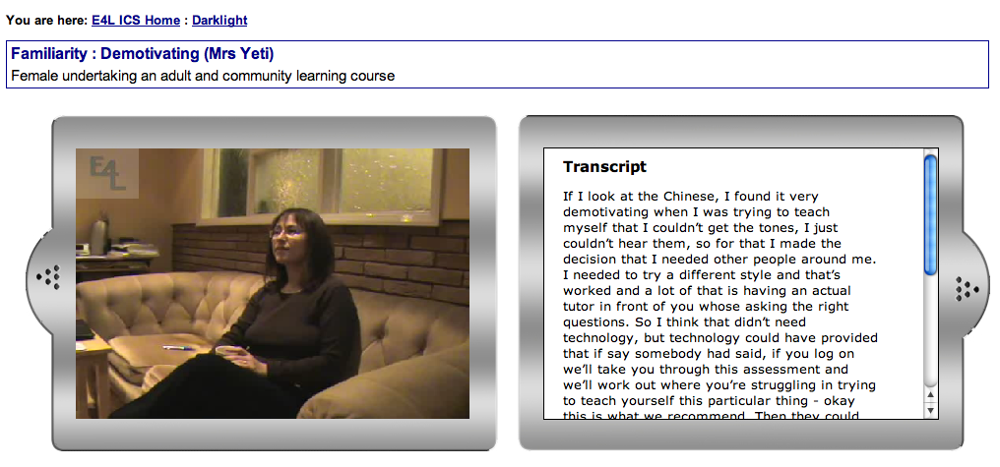 You are here: E4L ICS Home : Darklight
Familiarity : Demotivating (Mrs Yeti)
Female undertaking an adult and community learning course
E4L
Transcript
If I look at the Chinese, I found it very
demotivating when I was trying to teach
myself that I couldn't get the tones, I just
couldn't hear them, so for that I made the
decision that I needed other people around me.
I needed to try a different style and that's
worked and a lot of that is having an actual
tutor in front of you whose asking the right
questions. So I think that didn't need
technology, but technology could have provided
that if say somebody had said, if you log on
we'll take you through this assessment and
we'll work out where you're struggling in trying
to teach yourself this particular thing - okay
this is what we recommend. Then they could